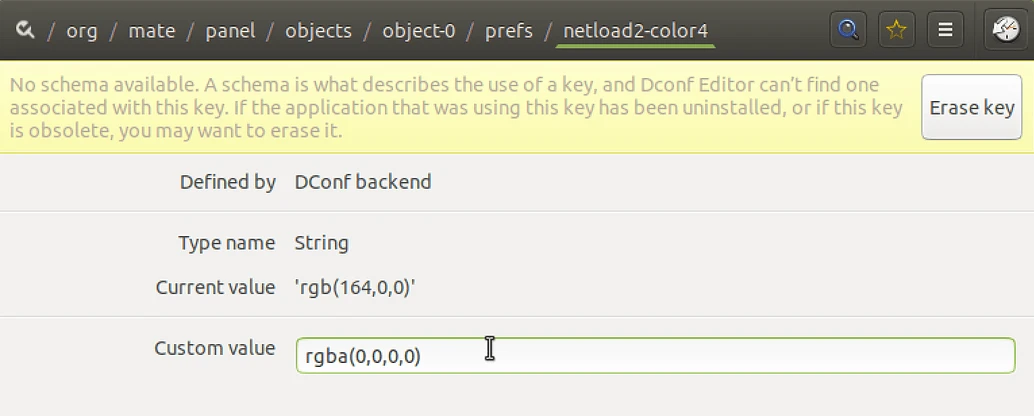 / org / mate / panel / objects / object-0 / prefs / netload2-color4
No schema available. A schema is what describes the use of a key, and Dconf Editor can't find one
associated with this key. If the application that was using this key has been uninstalled, or if this key
is obsolete, you may want to erase it.
Erase key
Defined by DConf backend
Type name String
Current value 'rgb(164,0,0)'
Custom value rgba(0,0,0,0)